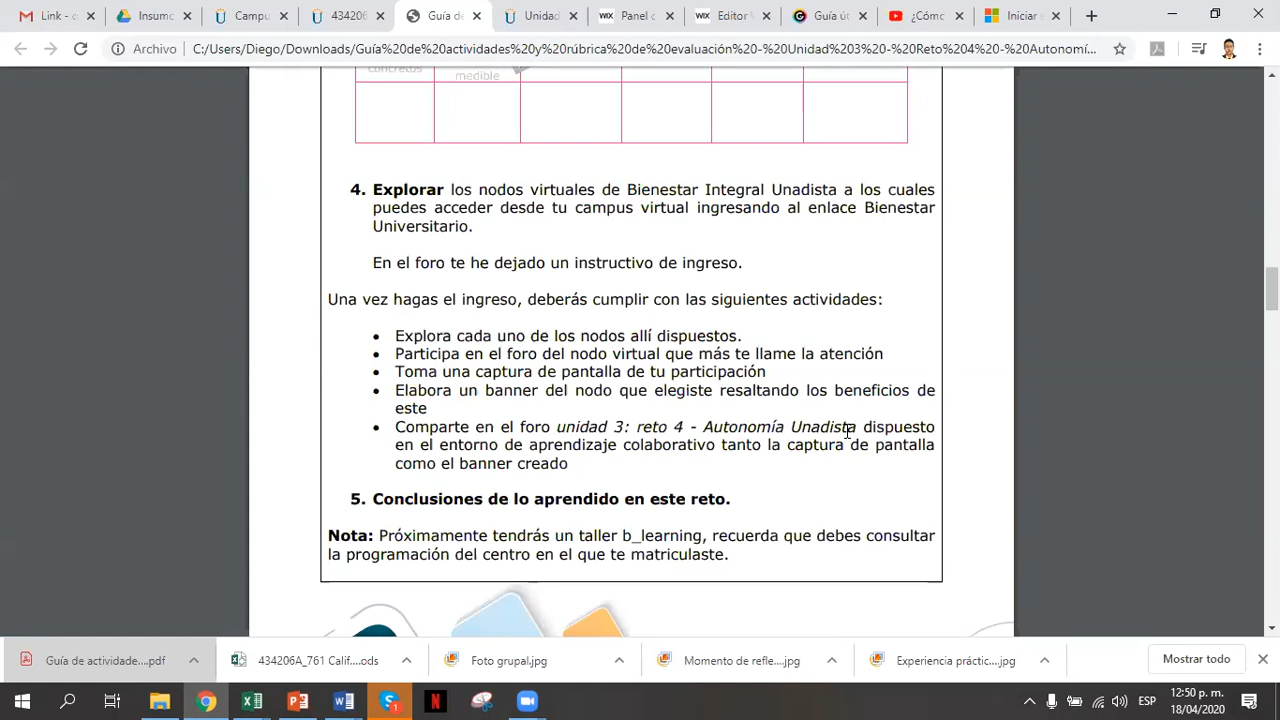 Link - c
Insumo
Campu
434206
Guía de
Unidad
Panel d
Editor
Guía út
¿Cómo
Iniciar s
Archivo
C:/Users/Diego/Downloads/Guía%20de%20actividades%20y%20rúbrica%20de%20evaluación%20-%20Unidad%203%20-%20Reto%204%20-%20Autonomí...
concretos
medible
4. Explorar los nodos virtuales de Bienestar Integral Unadista a los cuales
puedes acceder desde tu campus virtual ingresando al enlace Bienestar
Universitario.
En el foro te he dejado un instructivo de ingreso.
Una vez hagas el ingreso, deberás cumplir con las siguientes actividades:
• Explora cada uno de los nodos allí dispuestos.
• Participa en el foro del nodo virtual que más te llame la atención
• Toma una captura de pantalla de tu participación
• Elabora un banner del nodo que elegiste resaltando los beneficios de
este
• Comparte en el foro unidad 3: reto 4 - Autonomía Unadista dispuesto
en el entorno de aprendizaje colaborativo tanto la captura de pantalla
como el banner creado
5. Conclusiones de lo aprendido en este reto.
Nota: Próximamente tendrás un taller b_learning, recuerda que debes consultar
la programación del centro en el que te matriculaste.
Guía de actividade....pdf
434206A_761 Calif....ods
Foto grupal.jpg
Momento de refle....jpg
Experiencia práctic....jpg
Mostrar todo
ESP
12:50 p. m.
18/04/2020